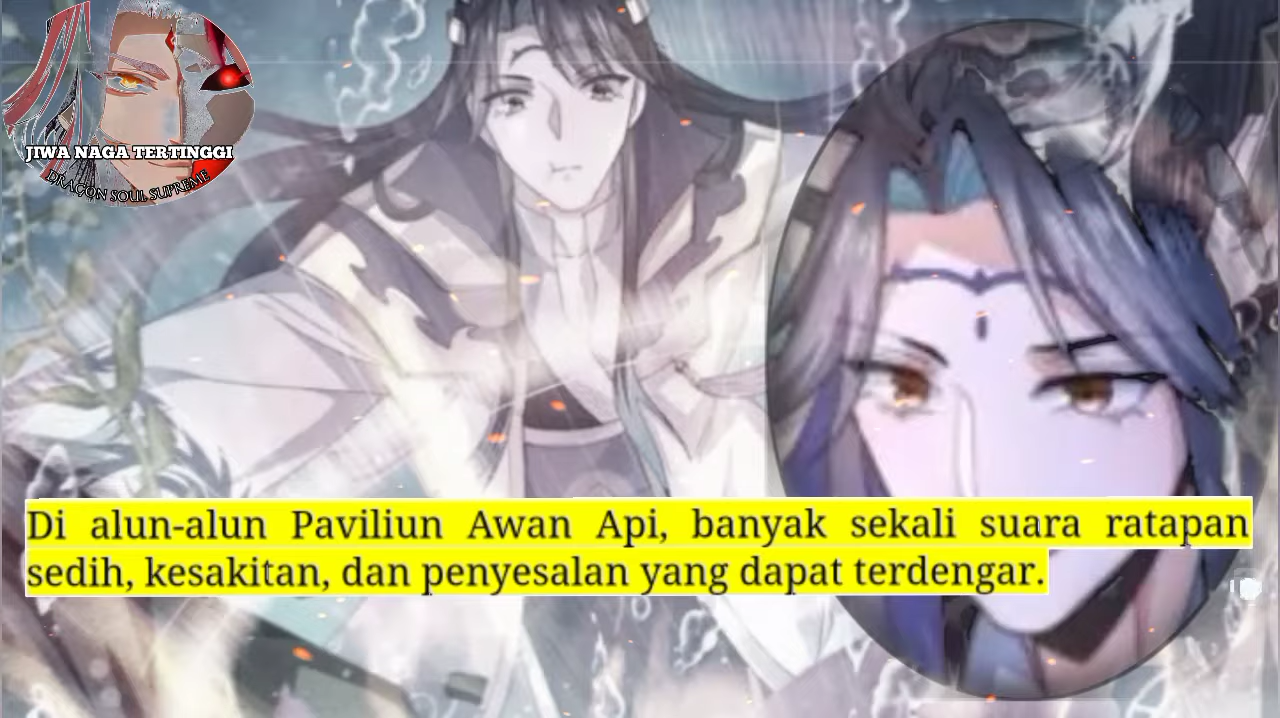 JIWA NAGA TERTINGGI
DRAGON SOUL SUPREME
Di alun-alun Paviliun Awan Api, banyak sekali suara ratapan
sedih, kesakitan, dan penyesalan yang dapat terdengar.